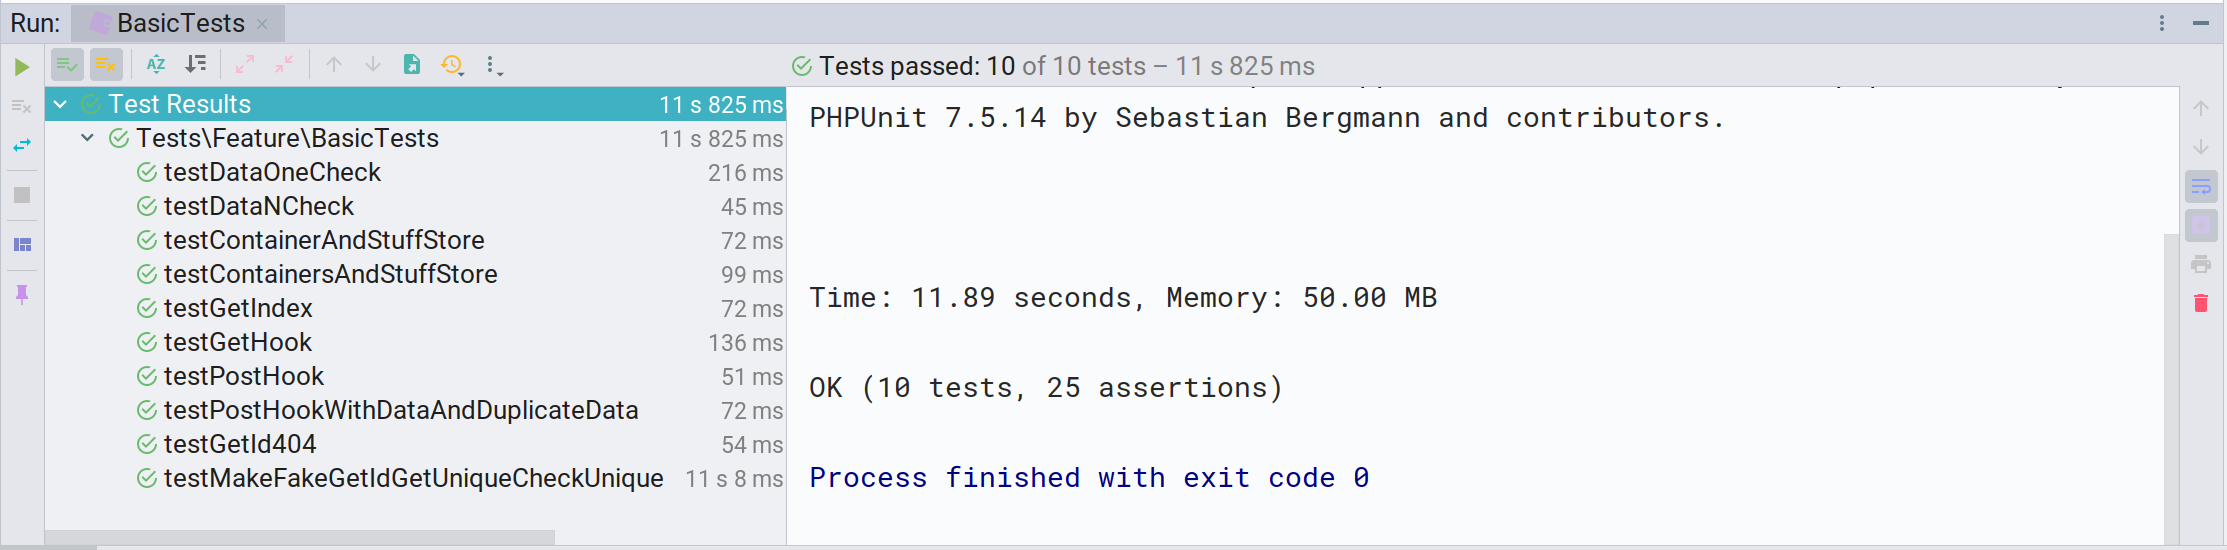 Run: BasicTests
Tests passed: 10 of 10 tests – 11 s 825 ms
Test Results 11 s 825 ms
Tests\Feature\BasicTests 11 s 825 ms
testDataOneCheck 216 ms
testDataNCheck 45 ms
testContainerAndStuffStore 72 ms
testContainersAndStuffStore 99 ms
testGetIndex 72 ms
testGetHook 136 ms
testPostHook 51 ms
testPostHookWithDataAndDuplicateData 72 ms
testGetId404 54 ms
testMakeFakeGetIdGetUniqueCheckUnique 11 s 8 ms
PHPUnit 7.5.14 by Sebastian Bergmann and contributors.
Time: 11.89 seconds, Memory: 50.00 MB
OK (10 tests, 25 assertions)
Process finished with exit code 0